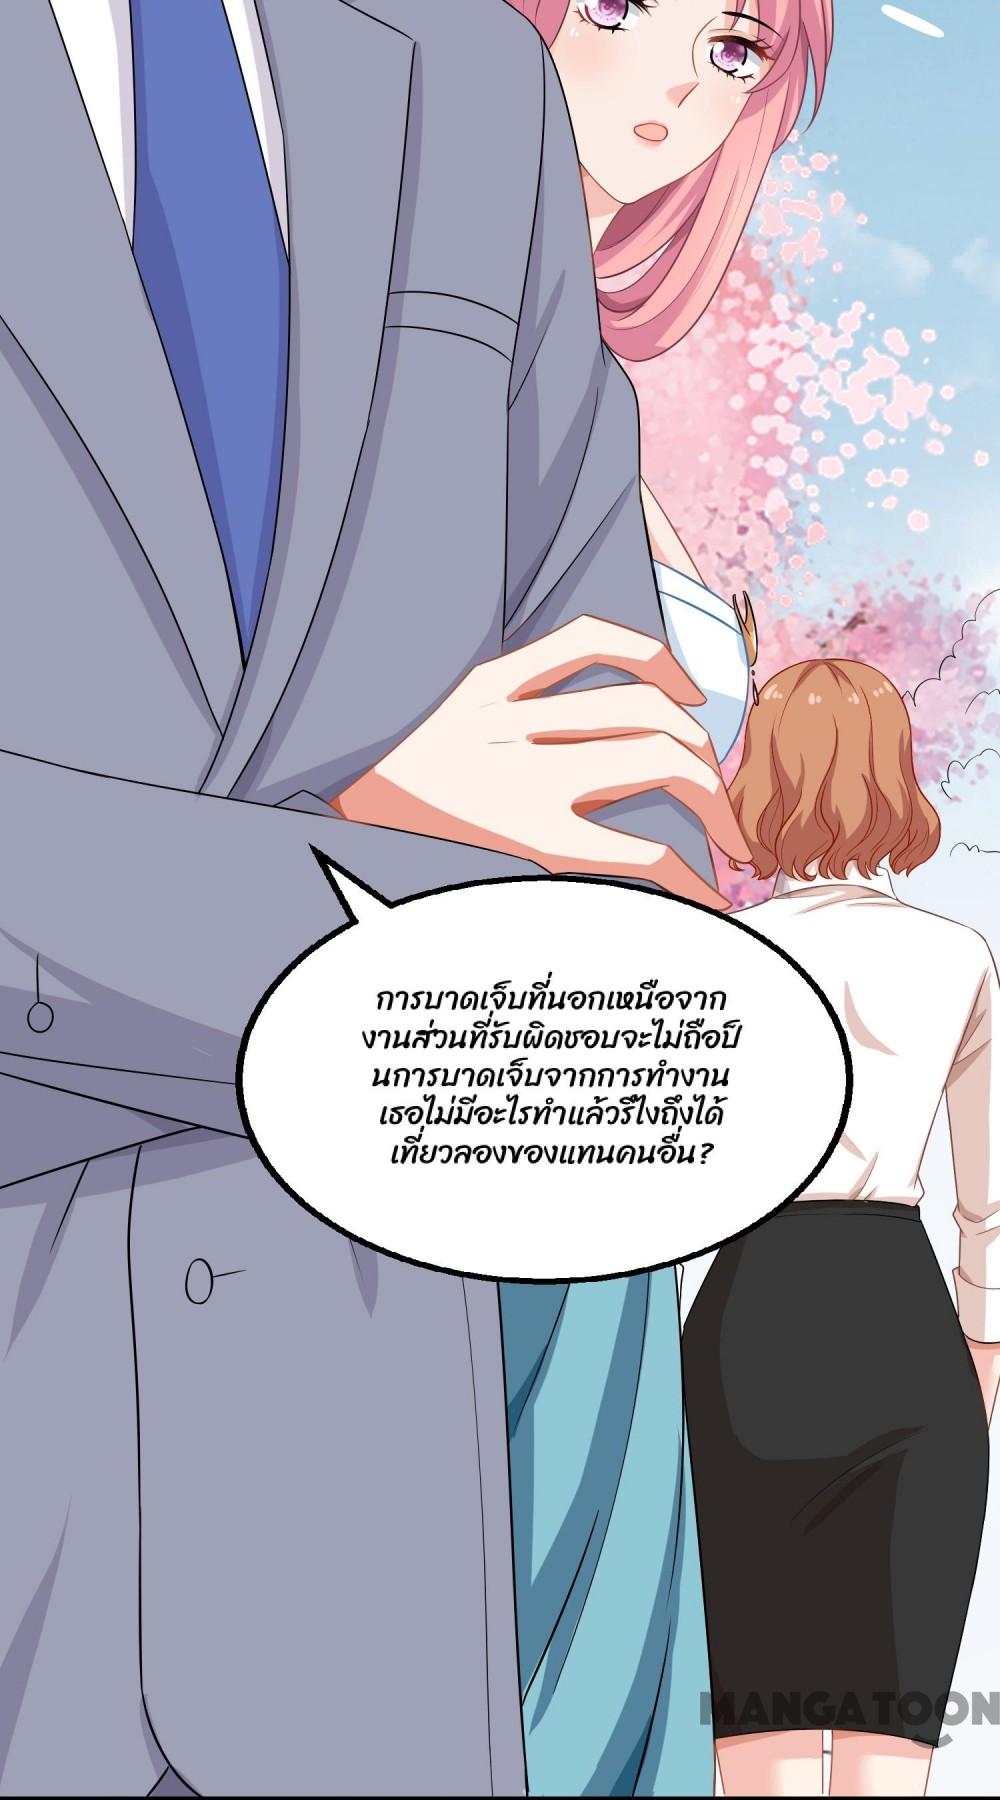 การบาดเจ็บที่นอกเหนือจาก
งานส่วนที่รับผิดชอบจะไม่ถือป็
นการบาดเจ็บจากการทำงาน
เธอไม่มีอะไรทำแล้วรึไงถึงได้
เที่ยวลองของแทนคนอื่น?
MANGATOON